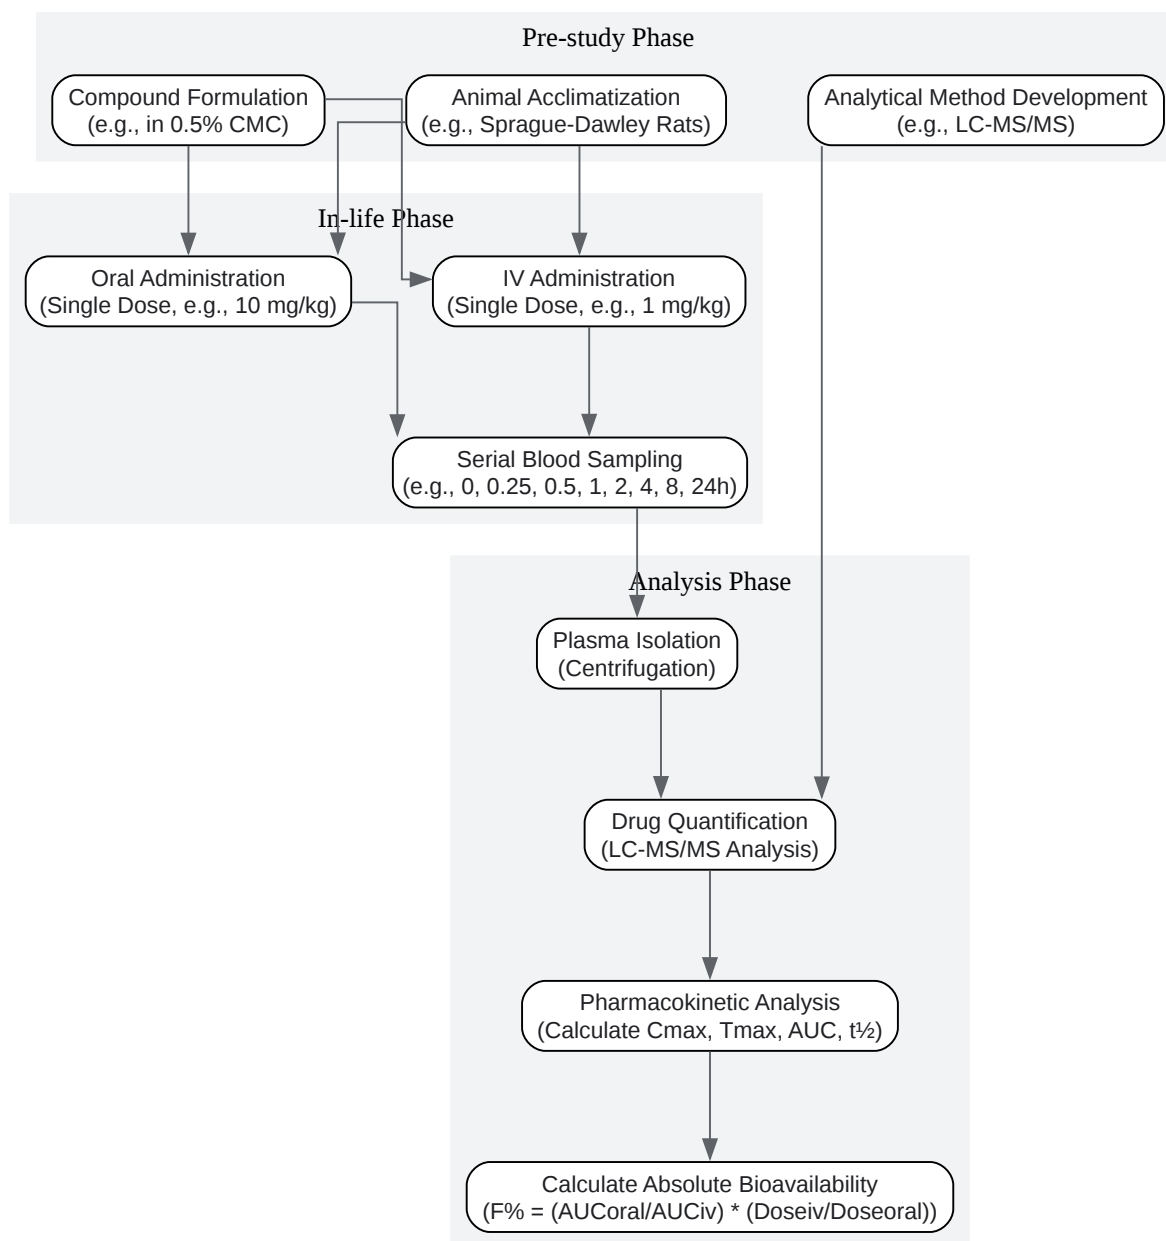 Pre-study Phase
Compound Formulation
(e.g., in 0.5% CMC)
Animal Acclimatization
(e.g., Sprague-Dawley Rats)
Analytical Method Development
(e.g., LC-MS/MS)
In-life Phase
Oral Administration
(Single Dose, e.g., 10 mg/kg)
IV Administration
(Single Dose, e.g., 1 mg/kg)
Serial Blood Sampling
(e.g., 0, 0.25, 0.5, 1, 2, 4, 8, 24h)
Analysis Phase
Plasma Isolation
(Centrifugation)
Drug Quantification
(LC-MS/MS Analysis)
Pharmacokinetic Analysis
(Calculate Cmax, Tmax, AUC, t½)
Calculate Absolute Bioavailability
(F% = (AUCoral/AUCiv) * (Doseiv/Doseoral))